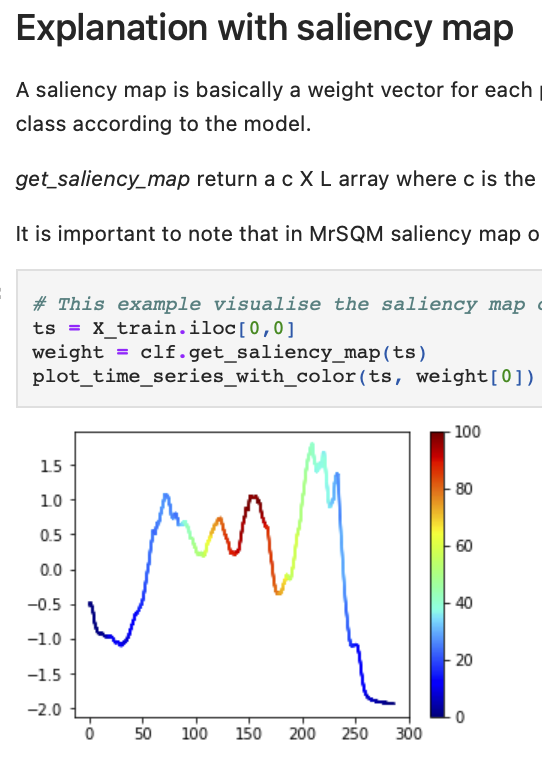 Explanation with saliency map
A saliency map is basically a weight vector for each
class according to the model.
get_saliency_map return a c X L array where c is the
It is important to note that in MrSQM saliency map o
# This example visualise the saliency map
ts = X_train.iloc[0,0]
weight = clf.get_saliency_map(ts)
plot_time_series_with_color(ts, weight[0])
1.5
1.0
0.5
0.0
−0.5
−1.0
−1.5
−2.0
0 50 100 150 200 250 300
100
80
60
40
20
0